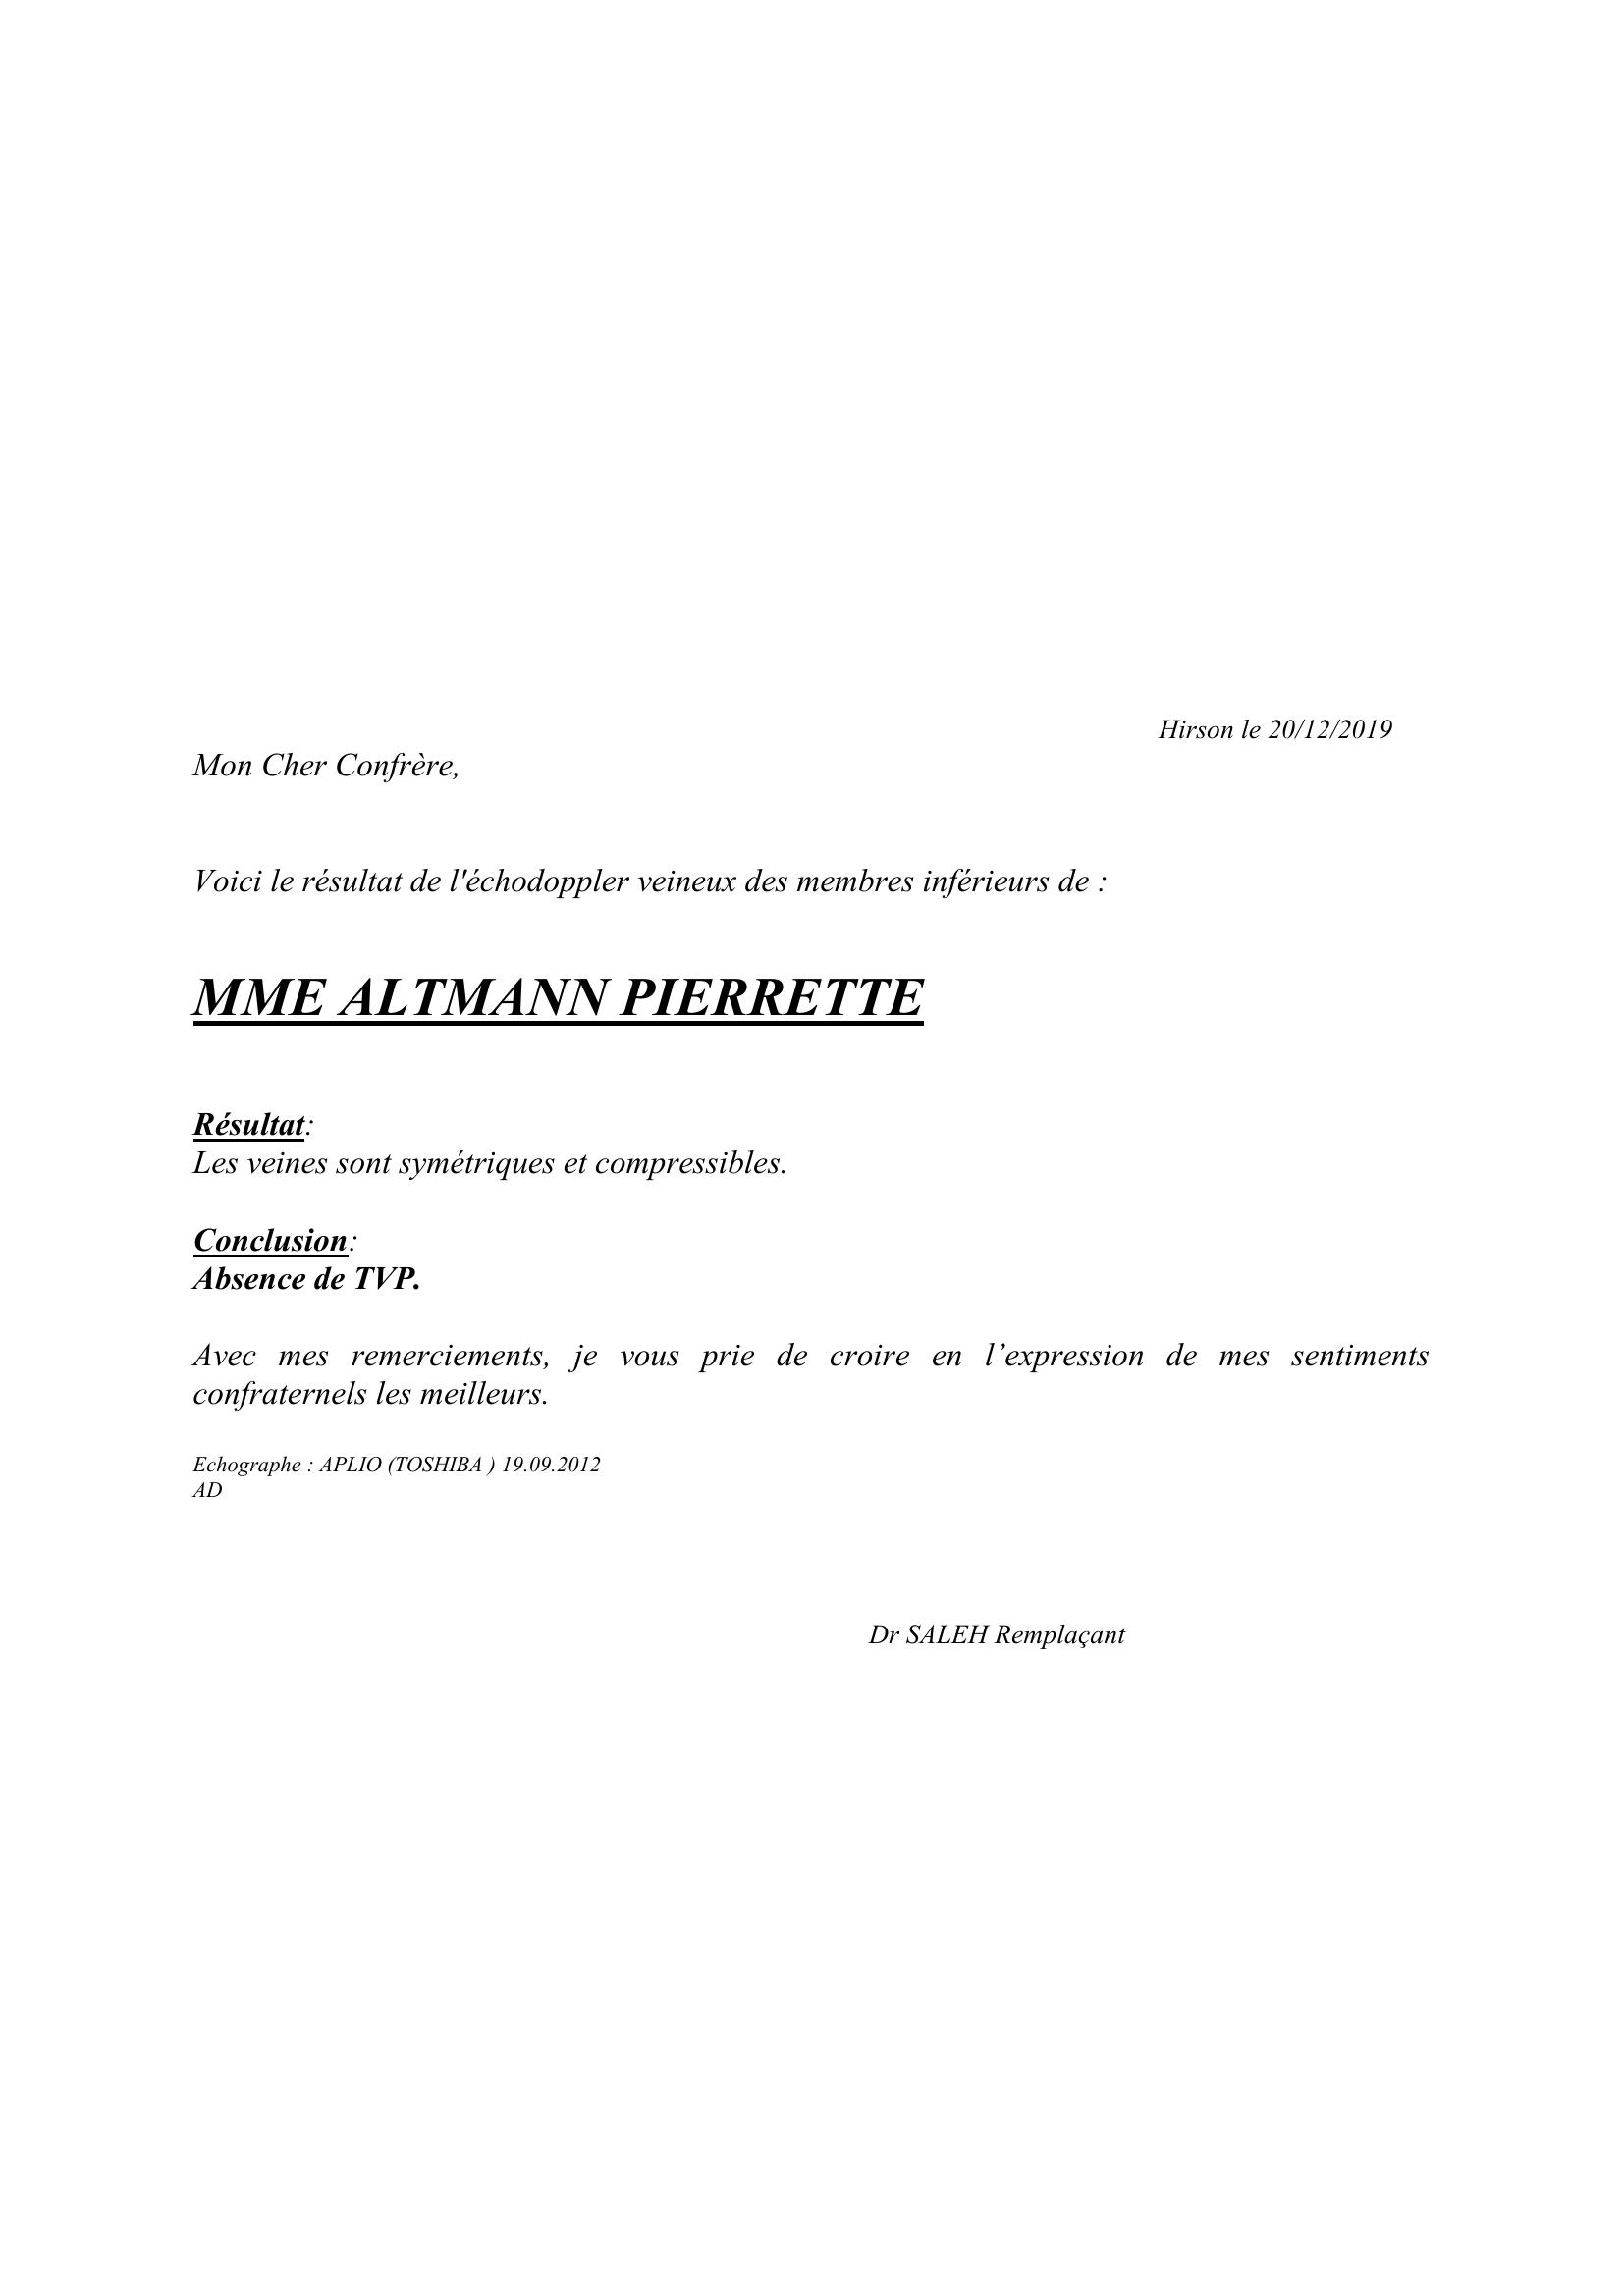 Hirson le 20/12/2019
Mon Cher Confrère,
Voici le résultat de l'échodoppler veineux des membres inférieurs de :
MME ALTMANN PIERRETTE
Résultat:
Les veines sont symétriques et compressibles.
Conclusion:
Absence de TVP.
Avec mes remerciements, je vous prie de croire en l’expression de mes sentiments
confraternels les meilleurs.
Echographe : APLIO (TOSHIBA ) 19.09.2012
AD
Dr SALEH Remplaçant